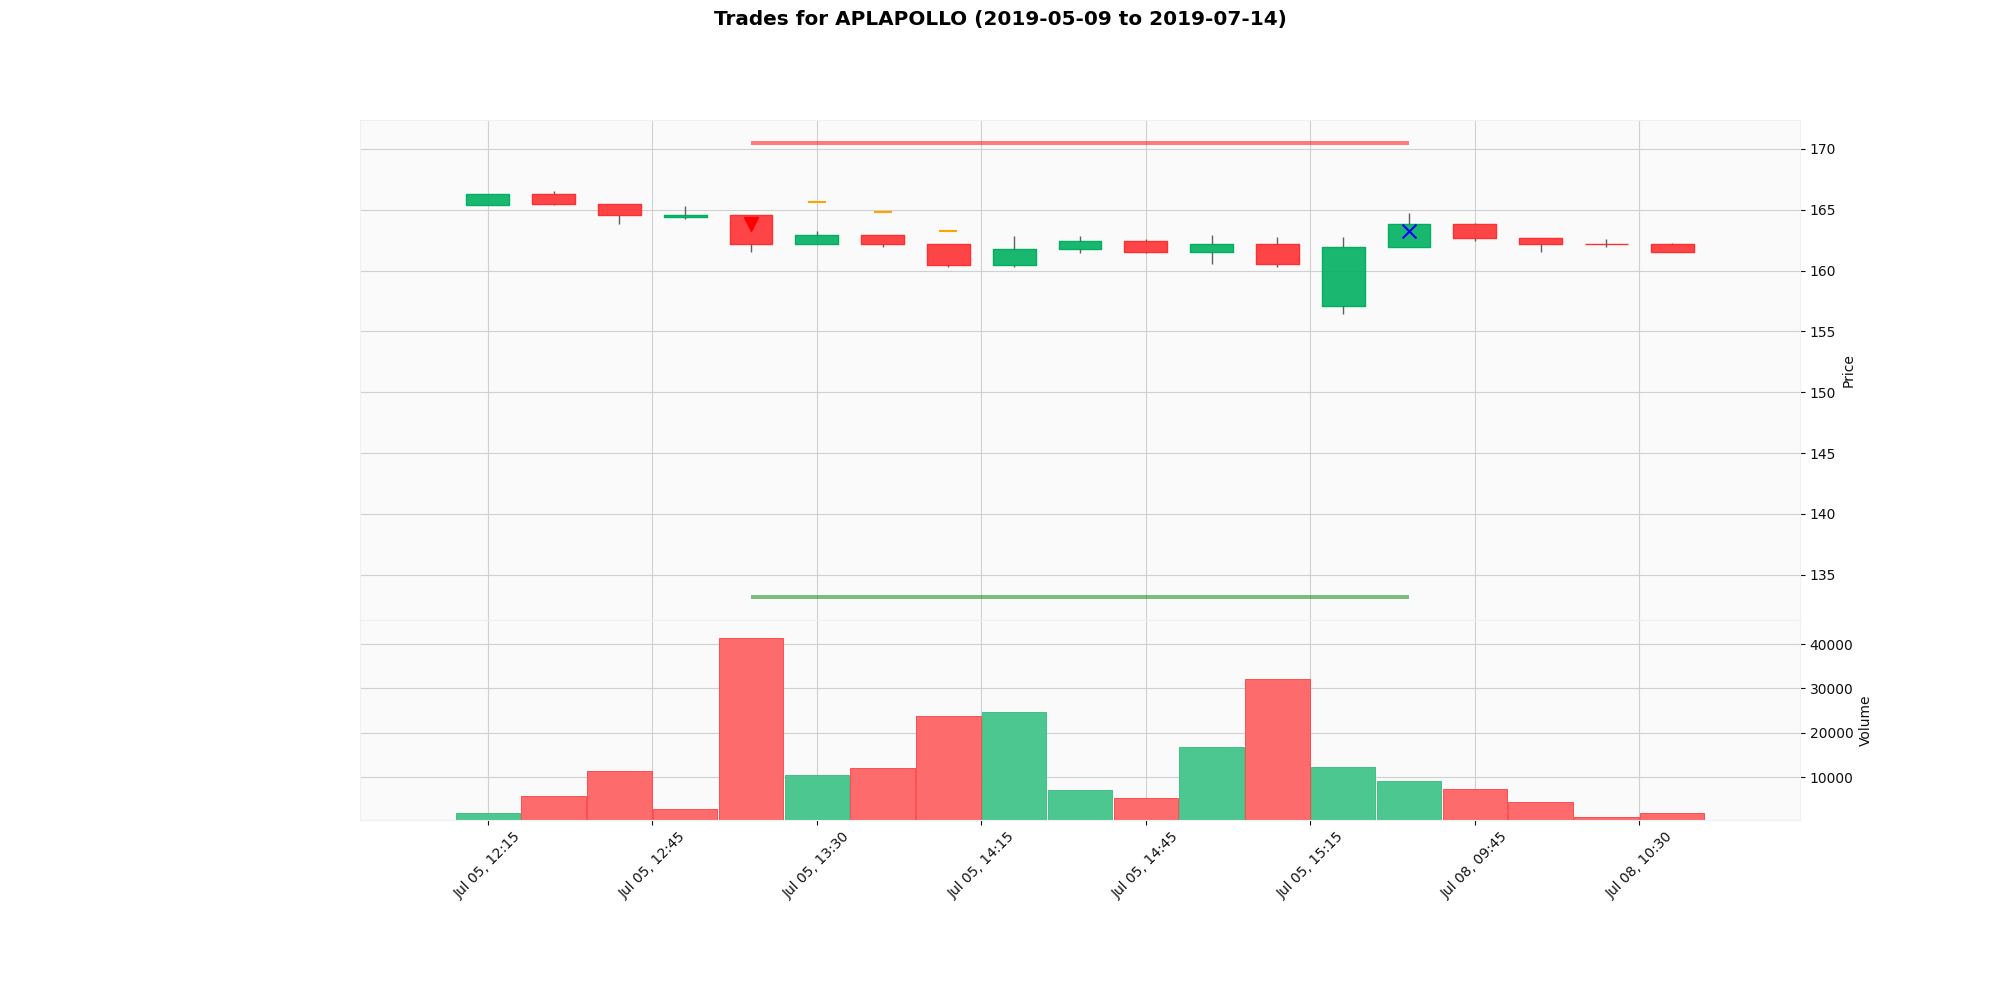 Trades for APLAPOLLO (2019-05-09 to 2019-07-14)
170
165
160
155
150
145
140
135
Price
40000
30000
20000
10000
Volume
Jul 05, 12:15
Jul 05, 12:45
Jul 05, 13:30
Jul 05, 14:15
Jul 05, 14:45
Jul 05, 15:15
Jul 08, 09:45
Jul 08, 10:30